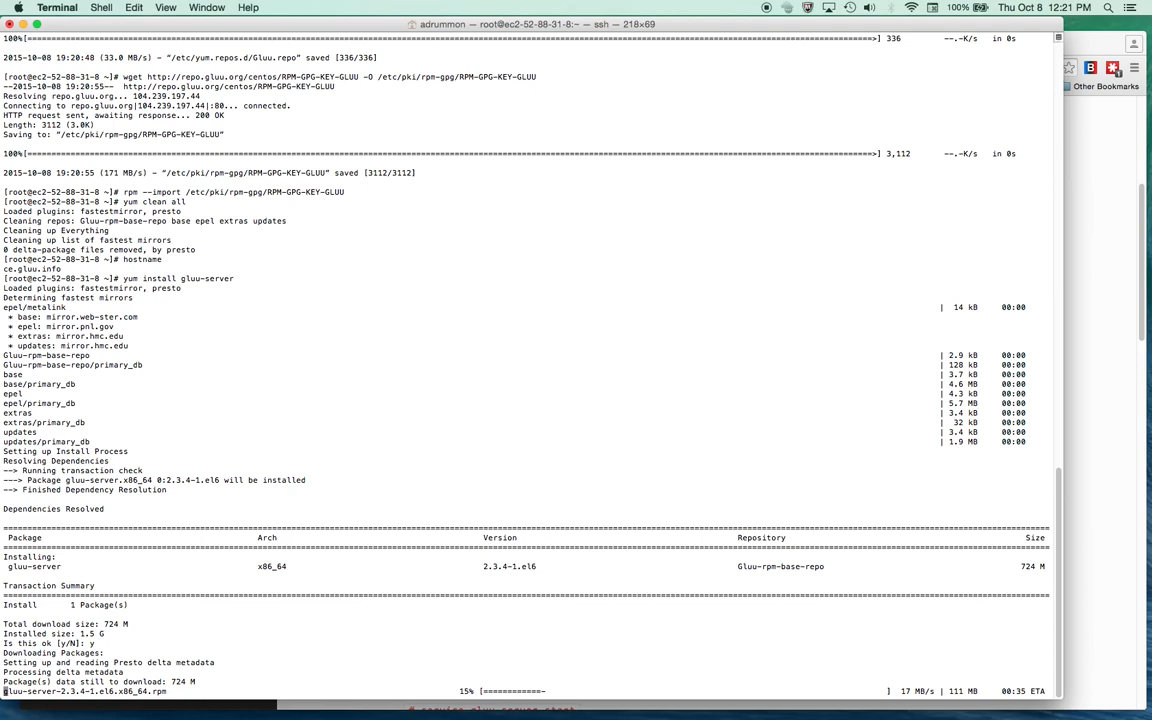 Terminal Shell Edit View Window Help 100% Thu Oct 8 12:21 PM
adrummon — root@ec2-52-88-31-8:~ — ssh — 218×69
100%[======================================>] 336 --.-K/s in 0s
2015-10-08 19:20:48 (33.0 MB/s) - “/etc/yum.repos.d/Gluu.repo” saved [336/336]
[root@ec2-52-88-31-8 ~]# wget http://repo.gluu.org/centos/RPM-GPG-KEY-GLUU -O /etc/pki/rpm-gpg/RPM-GPG-KEY-GLUU
--2015-10-08 19:20:55-- http://repo.gluu.org/centos/RPM-GPG-KEY-GLUU
Resolving repo.gluu.org... 104.239.197.44
Connecting to repo.gluu.org|104.239.197.44|:80... connected.
HTTP request sent, awaiting response... 200 OK
Length: 3112 (3.0K)
Saving to: “/etc/pki/rpm-gpg/RPM-GPG-KEY-GLUU”
100%[======================================>] 3,112 --.-K/s in 0s
2015-10-08 19:20:55 (171 MB/s) - “/etc/pki/rpm-gpg/RPM-GPG-KEY-GLUU” saved [3112/3112]
[root@ec2-52-88-31-8 ~]# rpm --import /etc/pki/rpm-gpg/RPM-GPG-KEY-GLUU
[root@ec2-52-88-31-8 ~]# yum clean all
Loaded plugins: fastestmirror, presto
Cleaning repos: Gluu-rpm-base-repo base epel extras updates
Cleaning up Everything
Cleaning up list of fastest mirrors
0 delta-package files removed, by presto
[root@ec2-52-88-31-8 ~]# hostname
ce.gluu.info
[root@ec2-52-88-31-8 ~]# yum install gluu-server
Loaded plugins: fastestmirror, presto
Determining fastest mirrors
epel/metalink | 14 kB 00:00
* base: mirror.web-ster.com
* epel: mirror.pnl.gov
* extras: mirror.hmc.edu
* updates: mirror.hmc.edu
Gluu-rpm-base-repo | 2.9 kB 00:00
Gluu-rpm-base-repo/primary_db | 128 kB 00:00
base | 3.7 kB 00:00
base/primary_db | 4.6 MB 00:00
epel | 4.3 kB 00:00
epel/primary_db | 5.7 MB 00:00
extras | 3.4 kB 00:00
extras/primary_db | 32 kB 00:00
updates | 3.4 kB 00:00
updates/primary_db | 1.9 MB 00:00
Setting up Install Process
Resolving Dependencies
--> Running transaction check
---> Package gluu-server.x86_64 0:2.3.4-1.el6 will be installed
--> Finished Dependency Resolution
Dependencies Resolved
Package Arch Version Repository Size
Installing:
gluu-server x86_64 2.3.4-1.el6 Gluu-rpm-base-repo 724 M
Transaction Summary
Install 1 Package(s)
Total download size: 724 M
Installed size: 1.5 G
Is this ok [y/N]: y
Downloading Packages:
Setting up and reading Presto delta metadata
Processing delta metadata
Package(s) data still to download: 724 M
gluu-server-2.3.4-1.el6.x86_64.rpm 15% [============- ] 17 MB/s | 111 MB 00:35 ETA
Other Bookmarks